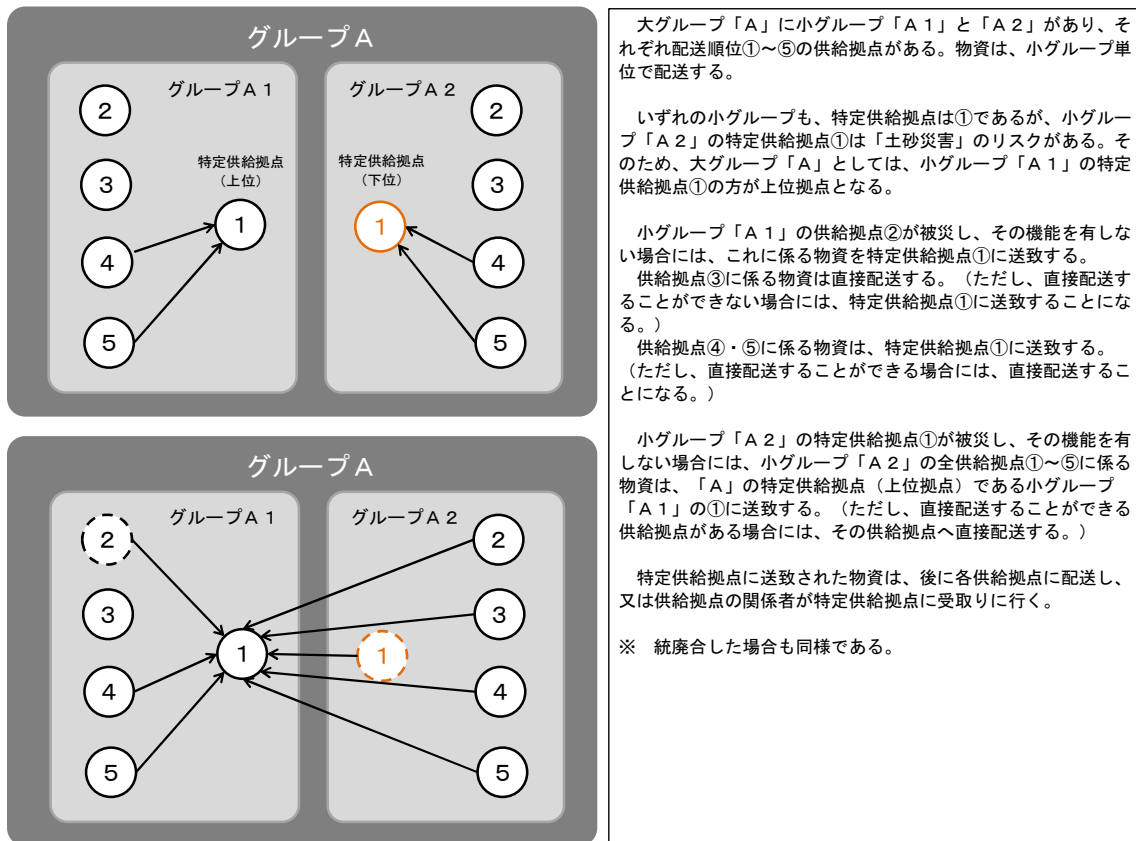 グループA
グループA1
グループA2
2
2
3
特定供給拠点
(上位)
特定供給拠点
(下位)
3
1
1
4
4
5
5
グループA
グループA1
グループA2
2
2
3
3
1
1
4
4
5
5
大グループ「A」に小グループ「A1」と「A2」があり、そ
れぞれ配送順位①~⑤の供給拠点がある。物資は、小グループ単
位で配送する。
いずれの小グループも、特定供給拠点は①であるが、小グルー
プ「A2」の特定供給拠点①は「土砂災害」のリスクがある。そ
のため、大グループ「A」としては、小グループ「A1」の特定
供給拠点①の方が上位拠点となる。
小グループ「A1」の供給拠点②が被災し、その機能を有しな
い場合には、これに係る物資を特定供給拠点①に送致する。
供給拠点③に係る物資は直接配送する。(ただし、直接配送す
ることができない場合には、特定供給拠点①に送致することにな
る。)
供給拠点④・⑤に係る物資は、特定供給拠点①に送致する。
(ただし、直接配送することができる場合には、直接配送するこ
とになる。)
小グループ「A2」の特定供給拠点①が被災し、その機能を有
しない場合には、小グループ「A2」の全供給拠点①~⑤に係る
物資は、「A」の特定供給拠点(上位拠点)である小グループ
「A1」の①に送致する。(ただし、直接配送することができる
供給拠点がある場合には、その供給拠点へ直接配送する。)
特定供給拠点に送致された物資は、後に各供給拠点に配送し、
又は供給拠点の関係者が特定供給拠点に受取りに行く。
※ 統廃合した場合も同様である。